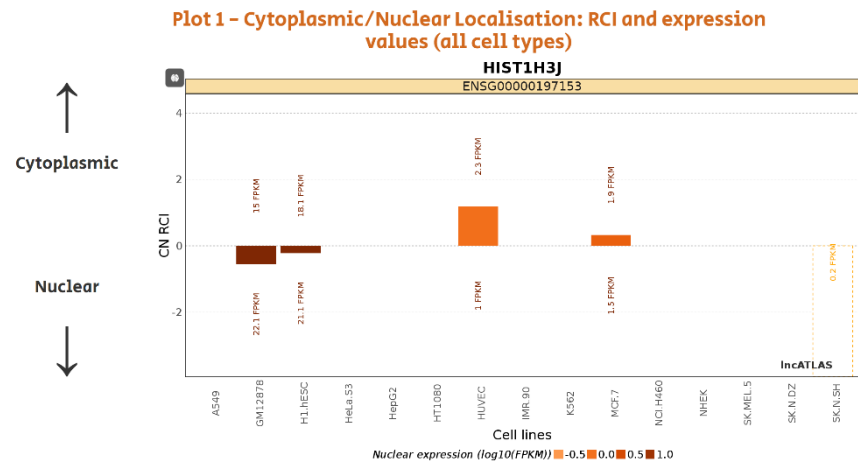 Plot 1 – Cytoplasmic/Nuclear Localisation: RCI and expression
values (all cell types)
HIST1H3J
ENSG00000197153
Cytoplasmic
Nuclear
CN RCI
4
2
0
-2
15 FPKM
18.1 FPKM
2.3 FPKM
1.9 FPKM
22.1 FPKM
21.1 FPKM
1 FPKM
1.5 FPKM
0.2 FPKM
lncATLAS
A549
GM12878
H1.hESC
HeLa.S3
HepG2
HT1080
HUVEC
IMR.90
K562
MCF.7
NCI.H460
NHEK
SK.MEL.5
SK.N.DZ
SK.N.SH
Cell lines
Nuclear expression (log10(FPKM)) -0.5 0.0 0.5 1.0